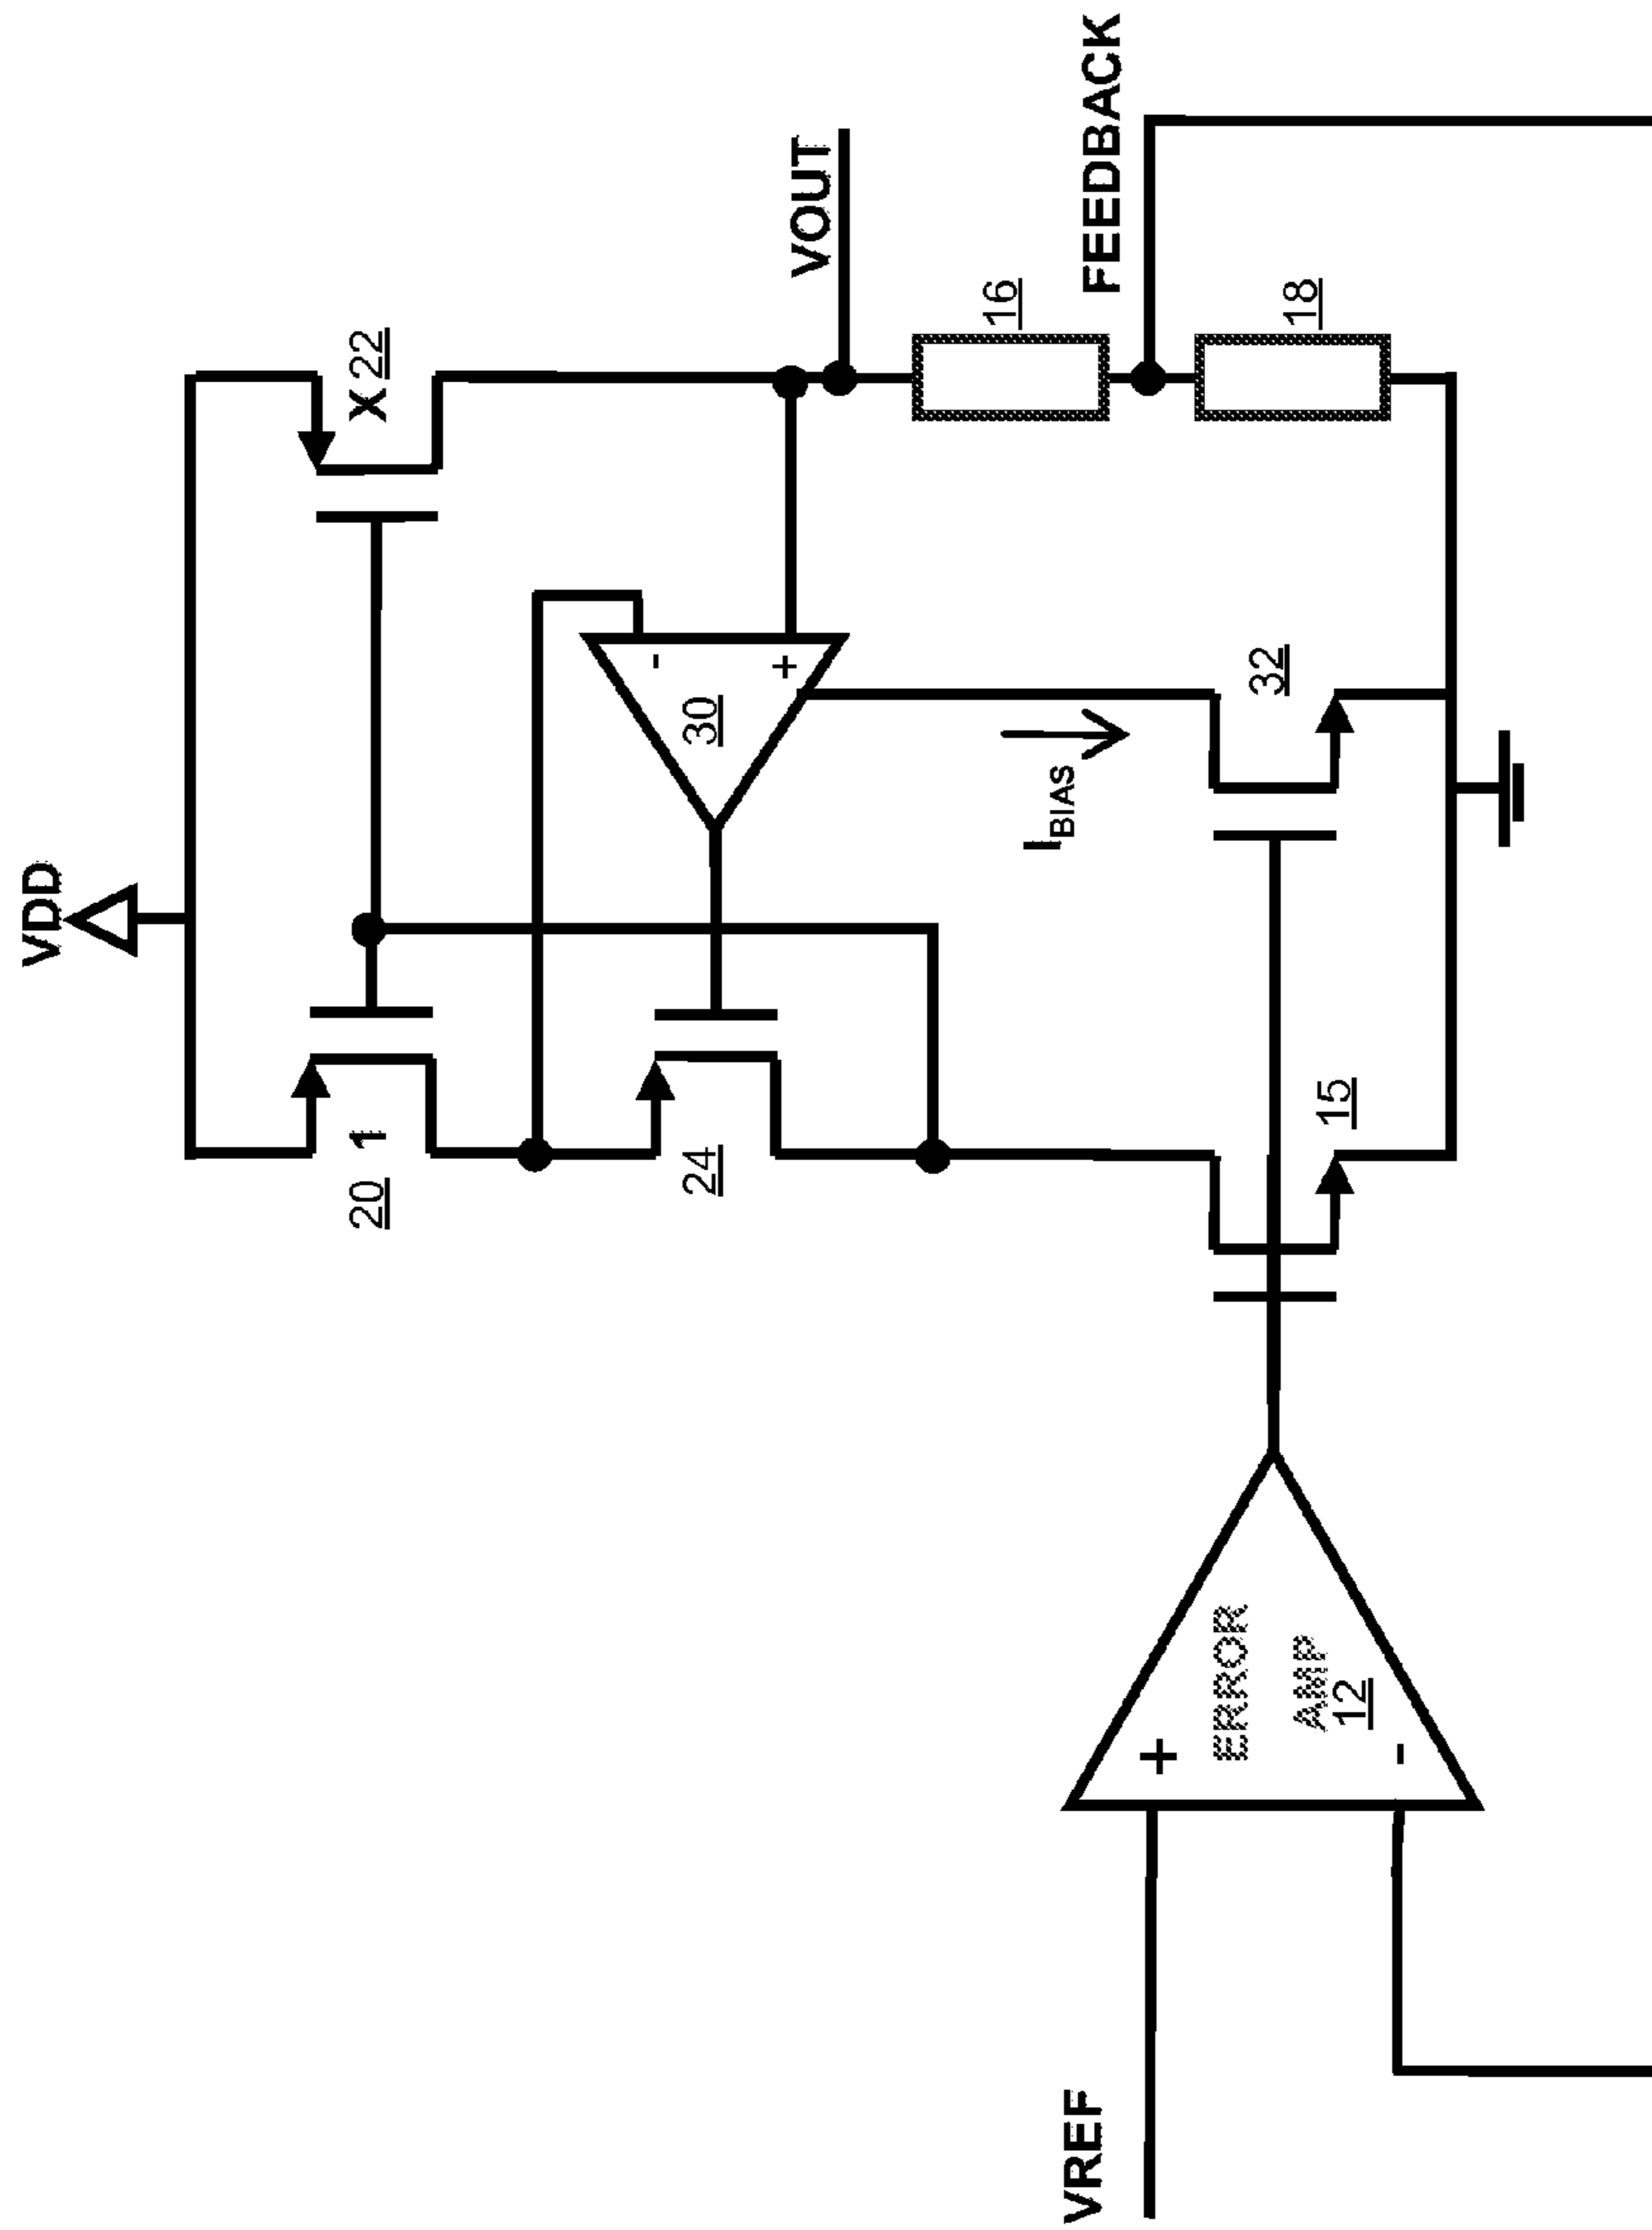 VDD
20 1
X 22
24
30
-
+
VOUT
16
FEEDBACK
18
IBIAS
32
15
VREF
+
ERROR
AMP
12
-